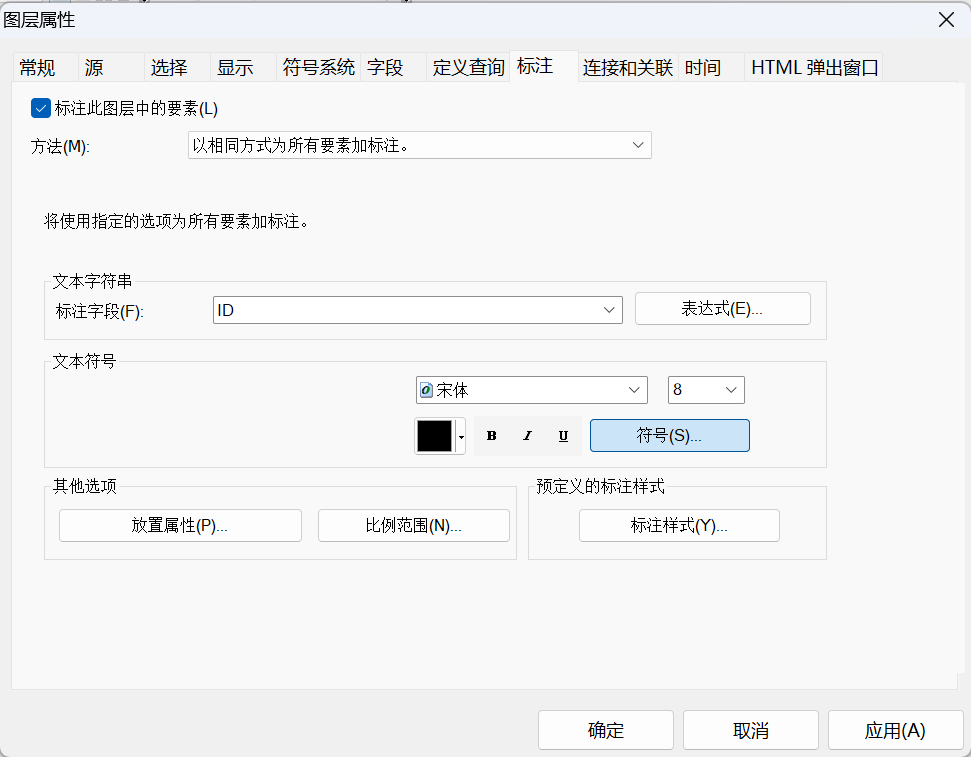 图层属性
常规 源 选择 显示 符号系统 字段 定义查询 标注 连接和关联 时间 HTML 弹出窗口
标注此图层中的要素(L)
方法(M): 以相同方式为所有要素加标注。
将使用指定的选项为所有要素加标注。
文本字符串
标注字段(F): ID 表达式(E)...
文本符号
宋体 8
B I U 符号(S)...
其他选项 预定义的标注样式
放置属性(P)... 比例范围(N)... 标注样式(Y)...
确定 取消 应用(A)